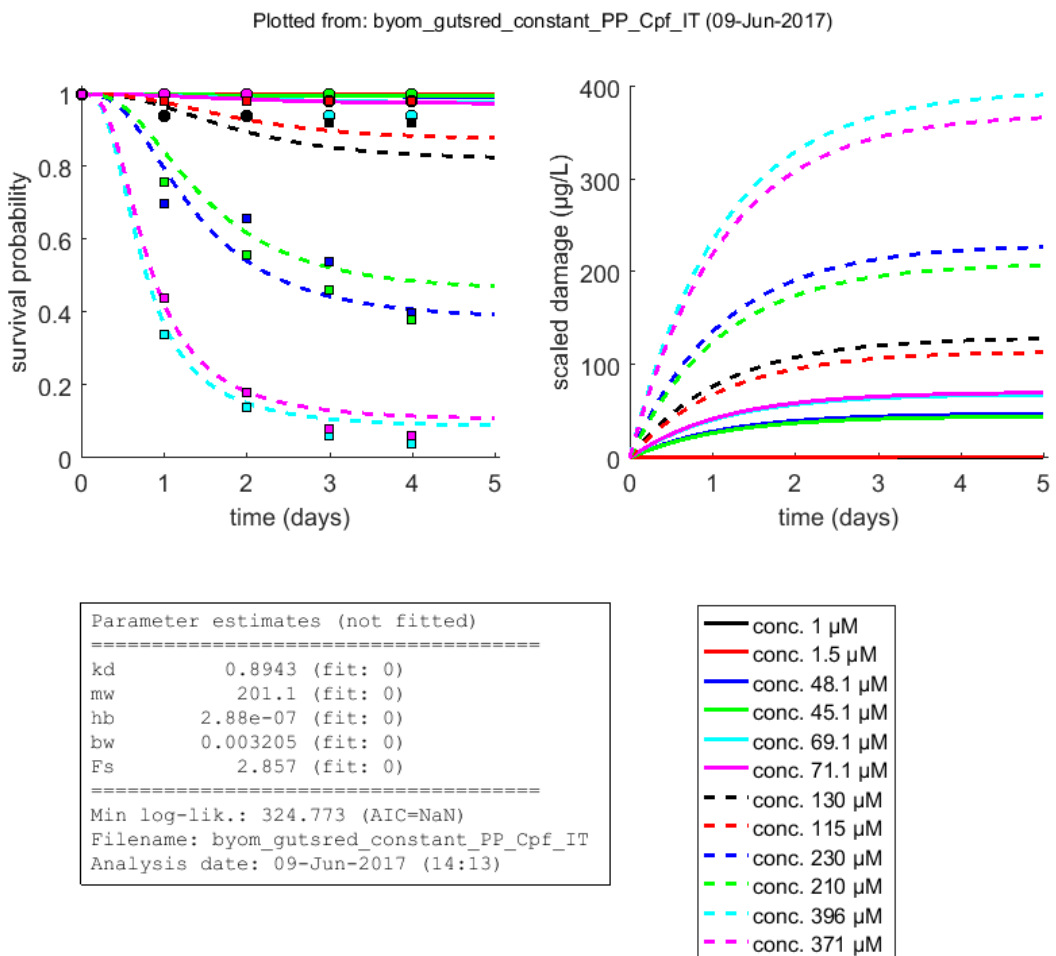 Plotted from: byom_gutsred_constant_PP_Cpf_IT (09-Jun-2017)
survival probability
1
0.8
0.6
0.4
0.2
0
0 1 2 3 4 5
time (days)
scaled damage (µg/L)
400
300
200
100
0
0 1 2 3 4 5
time (days)
Parameter estimates (not fitted)
=====================================
kd 0.8943 (fit: 0)
mw 201.1 (fit: 0)
hb 2.88e-07 (fit: 0)
bw 0.003205 (fit: 0)
Fs 2.857 (fit: 0)
=====================================
Min log-lik.: 324.773 (AIC=NaN)
Filename: byom_gutsred_constant_PP_Cpf_IT
Analysis date: 09-Jun-2017 (14:13)
conc. 1 µM
conc. 1.5 µM
conc. 48.1 µM
conc. 45.1 µM
conc. 69.1 µM
conc. 71.1 µM
conc. 130 µM
conc. 115 µM
conc. 230 µM
conc. 210 µM
conc. 396 µM
conc. 371 µM